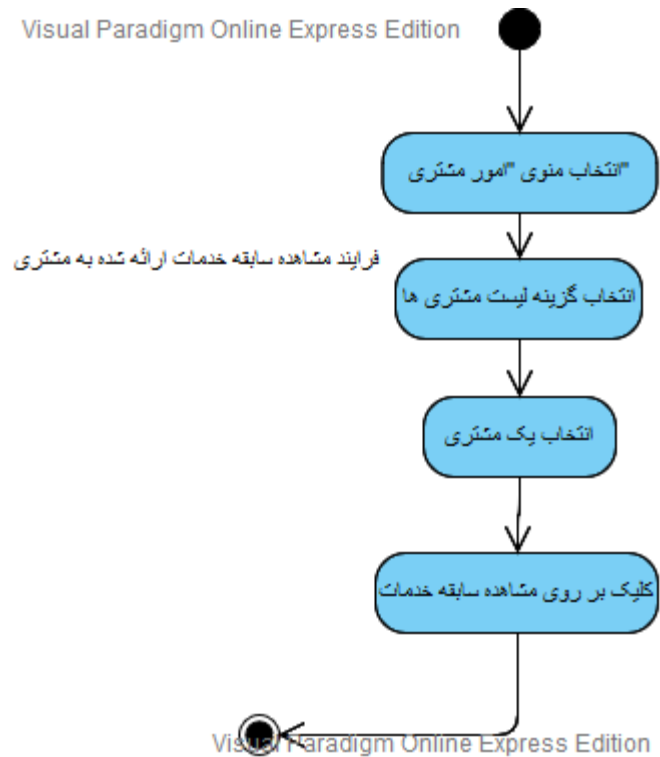 Visual Paradigm Online Express Edition
انتخاب منوی "امور مشتری"
فرایند مشاهده سابقه خدمات ارائه شده به مشتری
انتخاب گزینه لیست مشتری ها
انتخاب یک مشتری
کلیک بر روی مشاهده سابقه خدمات
Visual Paradigm Online Express Edition